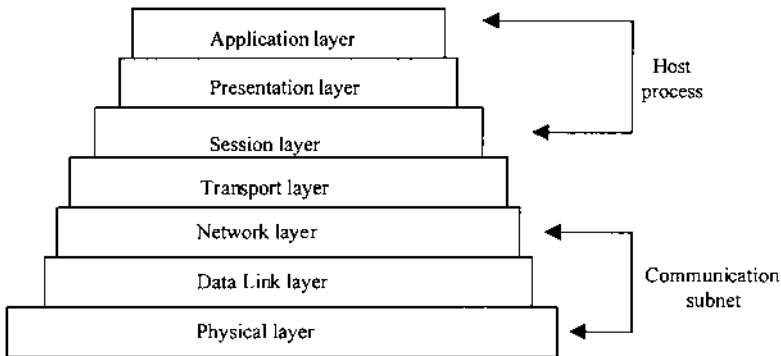 Application layer
Presentation layer
Session layer
Transport layer
Network layer
Data Link layer
Physical layer
Host
process
Communication
subnet